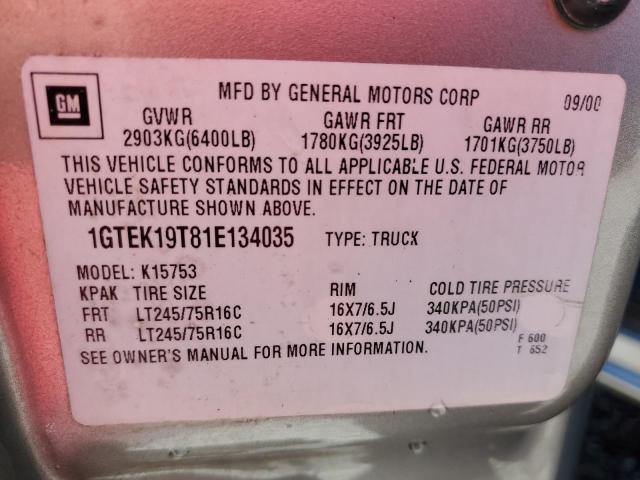 GM
MFD BY GENERAL MOTORS CORP 09/00
GVWR GAWR FRT GAWR RR
2903KG(6400LB) 1780KG(3925LB) 1701KG(3750LB)
THIS VEHICLE CONFORMS TO ALL APPLICABLE U.S. FEDERAL MOTOR
VEHICLE SAFETY STANDARDS IN EFFECT ON THE DATE OF
MANUFACTURE SHOWN ABOVE.
1GTEK19T81E134035 TYPE: TRUCK
MODEL: K15753
KPAK TIRE SIZE RIM COLD TIRE PRESSURE
FRT LT245/75R16C 16X7/6.5J 340KPA(50PSI)
RR LT245/75R16C 16X7/6.5J 340KPA(50PSI)
SEE OWNER'S MANUAL FOR MORE INFORMATION.
F 600
T 652